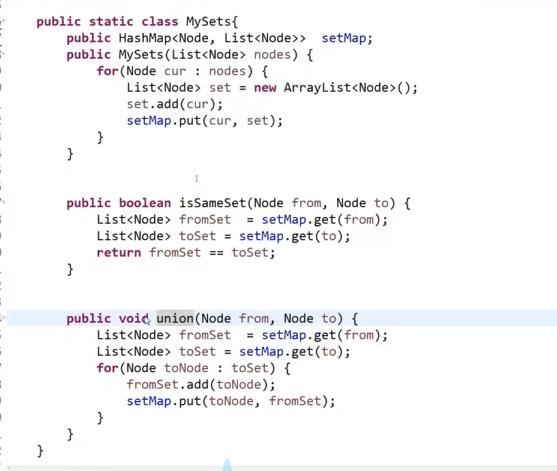 public static class MySets{
public HashMap<Node, List<Node>>  setMap;
public MySets(List<Node> nodes) {
for(Node cur : nodes) {
List<Node> set = new ArrayList<Node>();
set.add(cur);
setMap.put(cur, set);
}
}
public boolean isSameSet(Node from, Node to) {
List<Node> fromSet  = setMap.get(from);
List<Node> toSet = setMap.get(to);
return fromSet == toSet;
}
public void union(Node from, Node to) {
List<Node> fromSet  = setMap.get(from);
List<Node> toSet = setMap.get(to);
for(Node toNode : toSet) {
fromSet.add(toNode);
setMap.put(toNode, fromSet);
}
}
}